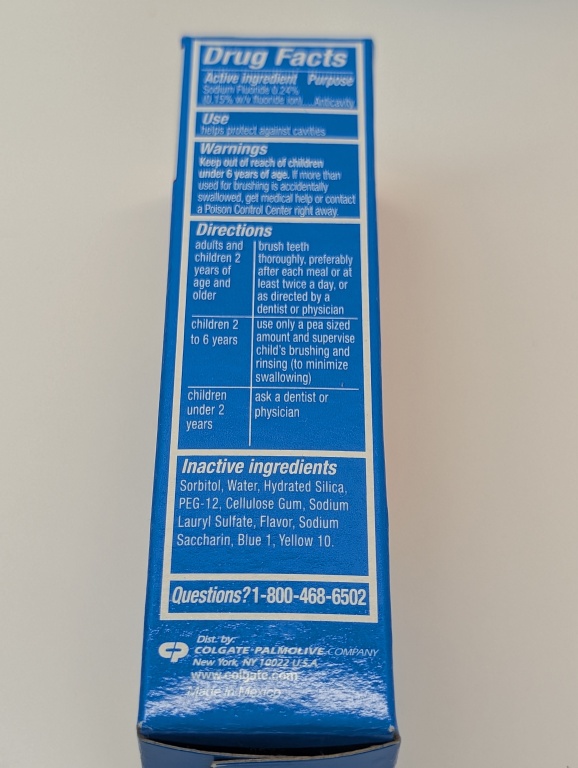 Drug Facts
Active ingredient Purpose
Sodium Fluoride 0.24%
(0.15% w/v fluoride ion) Anticavity
Use
helps protect against cavities
Warnings
Keep out of reach of children
under 6 years of age. If more than
used for brushing is accidentally
swallowed, get medical help or contact
a Poison Control Center right away.
Directions
adults and
children 2
years of
age and
older
brush teeth
thoroughly, preferably
after each meal or at
least twice a day, or
as directed by a
dentist or physician
children 2
to 6 years
use only a pea sized
amount and supervise
child's brushing and
rinsing (to minimize
swallowing)
children
under 2
years
ask a dentist or
physician
Inactive ingredients
Sorbitol, Water, Hydrated Silica,
PEG-12, Cellulose Gum, Sodium
Lauryl Sulfate, Flavor, Sodium
Saccharin, Blue 1, Yellow 10.
Questions? 1-800-468-6502
CP
Dist. by:
COLGATE-PALMOLIVE COMPANY
New York, NY 10022 U.S.A.
www.colgate.com
Made in Mexico